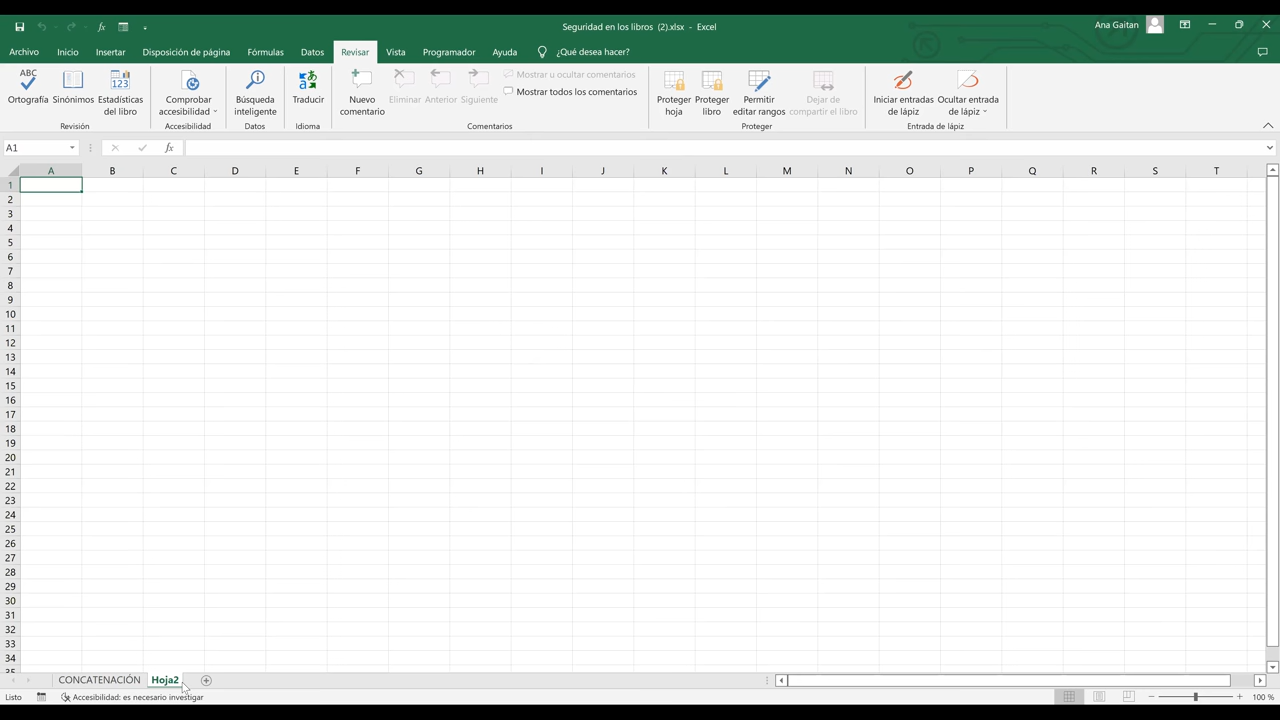 Seguridad en los libros (2).xlsx - Excel
Ana Gaitan
Archivo Inicio Insertar Disposición de página Fórmulas Datos Revisar Vista Programador Ayuda ¿Qué desea hacer?
ABC
Ortografía
Sinónimos
123
Estadísticas
del libro
Revisión
Comprobar
accesibilidad
Accesibilidad
Búsqueda
inteligente
Datos
Traducir
Idioma
Nuevo
comentario
Eliminar
Anterior
Siguiente
Mostrar u ocultar comentarios
Mostrar todos los comentarios
Comentarios
Proteger
hoja
Proteger
libro
Permitir
editar rangos
Dejar de
compartir el libro
Proteger
Iniciar entradas
de lápiz
Ocultar entrada
de lápiz
Entrada de lápiz
A1
fx
A B C D E F G H I J K L M N O P Q R S T
1
2
3
4
5
6
7
8
9
10
11
12
13
14
15
16
17
18
19
20
21
22
23
24
25
26
27
28
29
30
31
32
33
34
35
CONCATENACIÓN Hoja2
Listo Accesibilidad: es necesario investigar 100 %